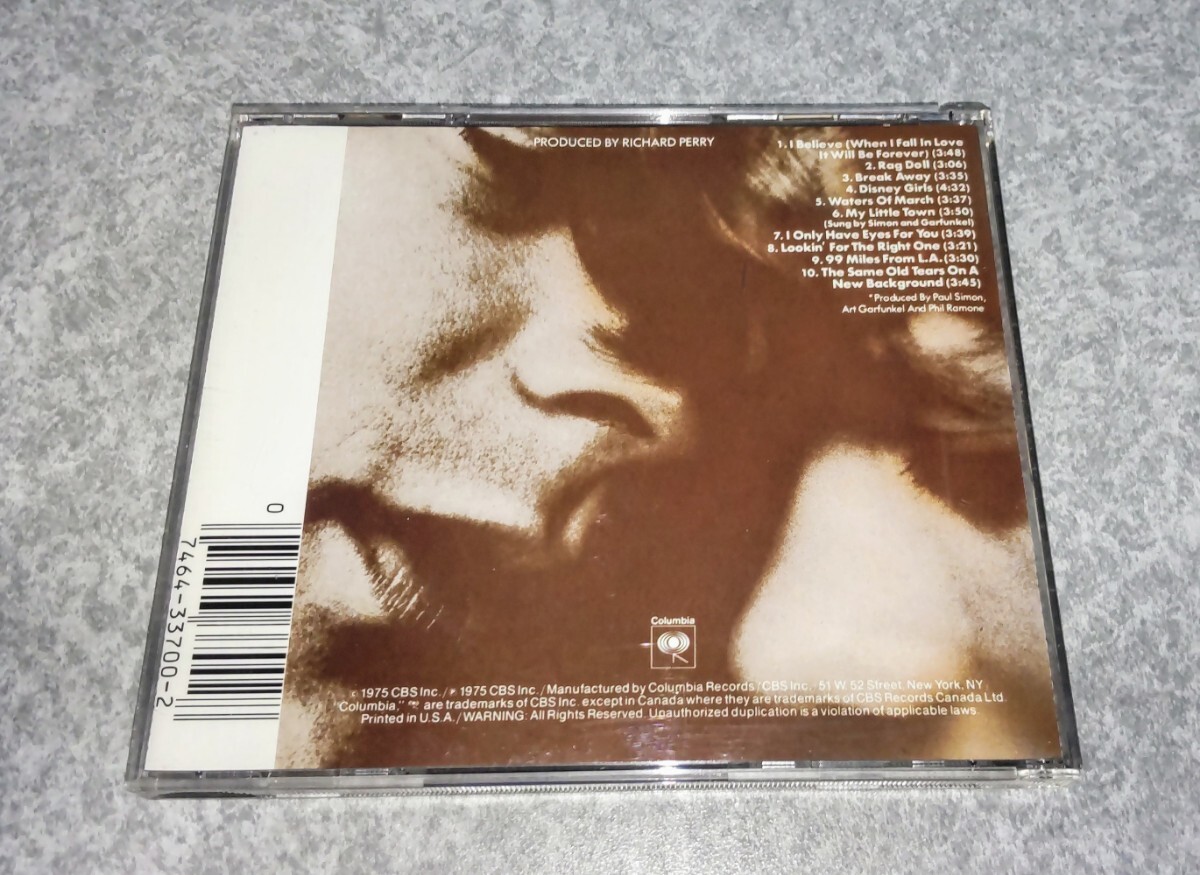 PRODUCED BY RICHARD PERRY
1. I Believe (When I Fall In Love
It Will Be Forever) (3:48)
2. Rag Doll (3:06)
3. Break Away (3:35)
4. Disney Girls (4:32)
5. Waters Of March (3:37)
6. My Little Town (3:50)
(Sung by Simon and Garfunkel)
7. I Only Have Eyes For You (3:39)
8. Lookin' For The Right One (3:21)
9. 99 Miles From L.A. (3:30)
10. The Same Old Tears On A
New Background (3:45)
*Produced By Paul Simon,
Art Garfunkel And Phil Ramone
0
7464-33700-2
Columbia
© 1975 CBS Inc./℗ 1975 CBS Inc./Manufactured by Columbia Records/CBS Inc. · 51 W. 52 Street, New York, NY
"Columbia," are trademarks of CBS Inc. except in Canada where they are trademarks of CBS Records Canada Ltd.
Printed in U.S.A./WARNING: All Rights Reserved. Unauthorized duplication is a violation of applicable laws.